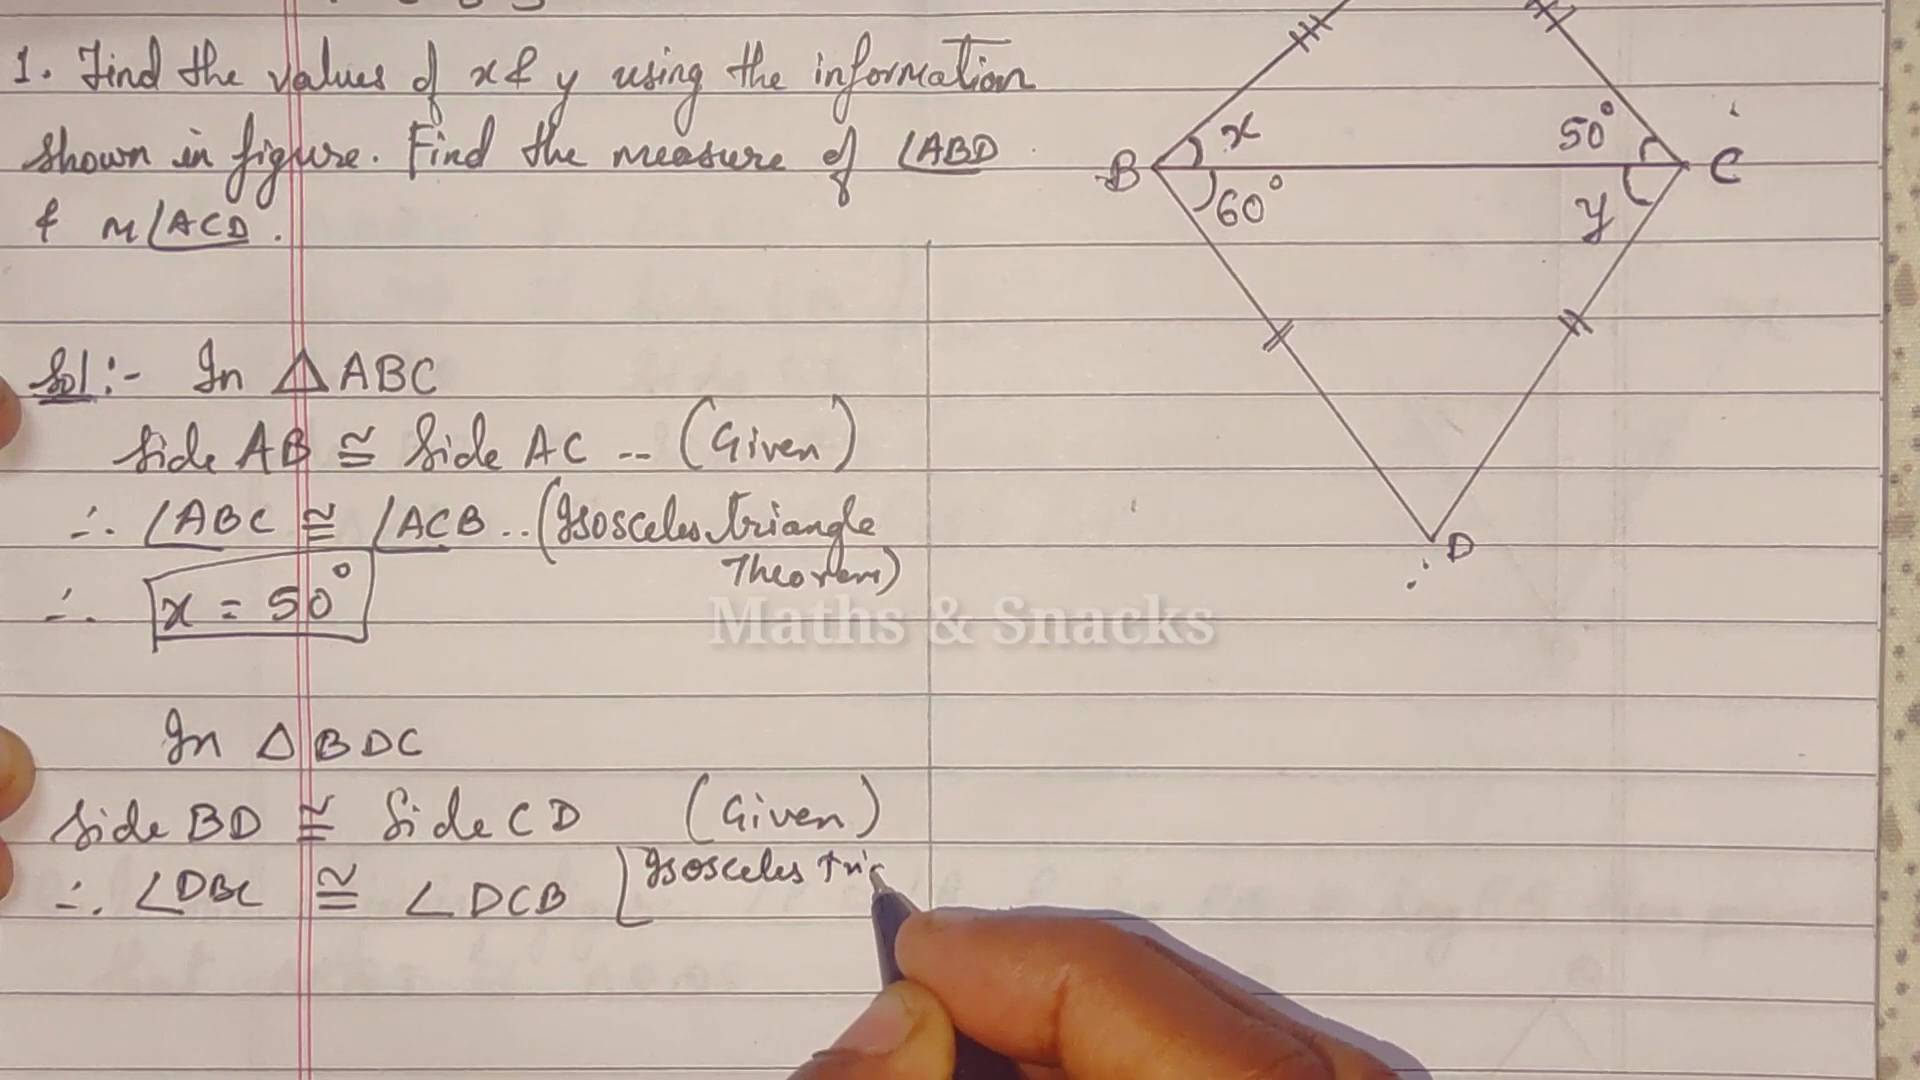 1. Find the values of x & y using the information
shown in figure. Find the measure of ∠ABD
& m∠ACD.
Sol:- In △ABC
Side AB ≅ Side AC -- (Given)
∴ ∠ABC ≅ ∠ACB .. (Isosceles triangle
Theorem)
∴ x = 50°
In △BDC
Side BD ≅ Side CD (Given)
∴ ∠DBC ≅ ∠DCB [Isosceles tria
x
50°
B
C
60°
y
D
Maths & Snacks